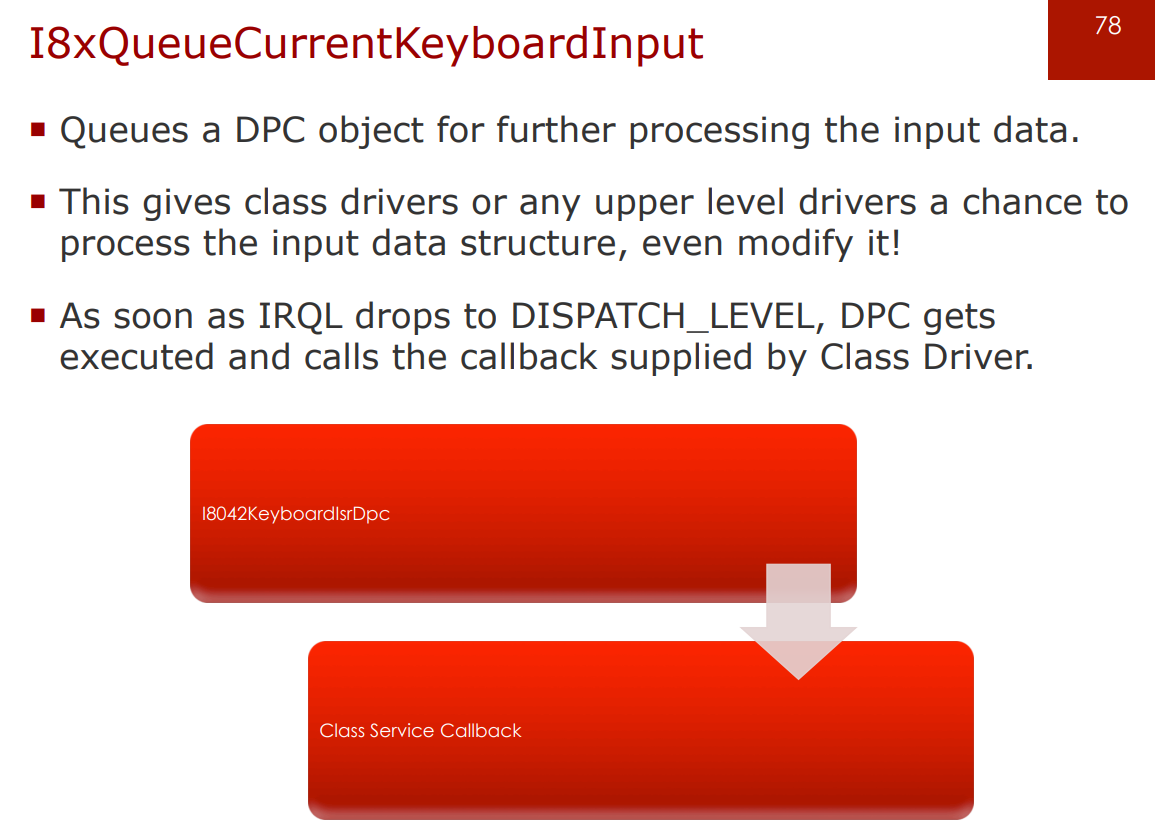 I8xQueueCurrentKeyboardInput
78
▪ Queues a DPC object for further processing the input data.
▪ This gives class drivers or any upper level drivers a chance to
process the input data structure, even modify it!
▪ As soon as IRQL drops to DISPATCH_LEVEL, DPC gets
executed and calls the callback supplied by Class Driver.
I8042KeyboardIsrDpc
Class Service Callback